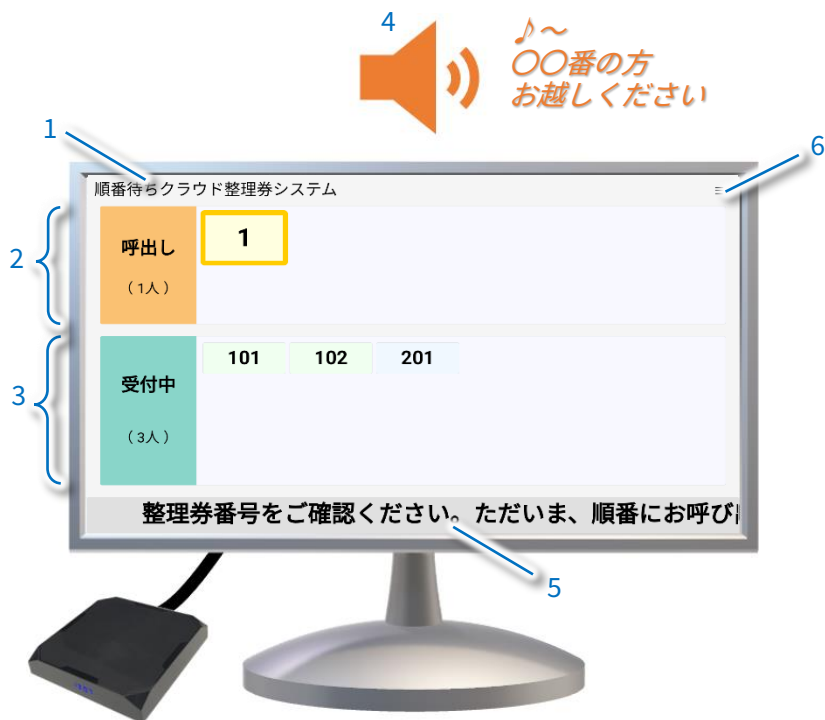 4
♪～
〇〇番の方
お越しください
1
6
順番待ちクラウド整理券システム
2
呼出し
（1人）
1
3
受付中
（3人）
101 102 201
整理券番号をご確認ください。ただいま、順番にお呼び
5